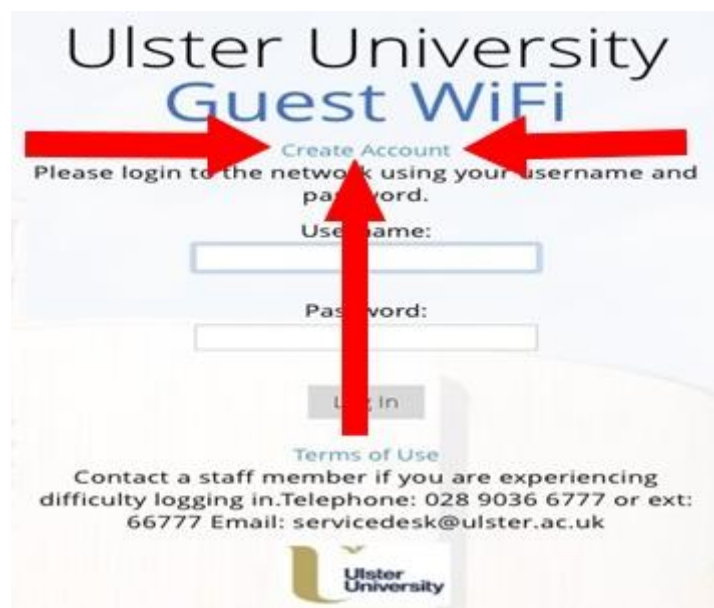 Ulster University
Guest WiFi
Create Account
Please login to the network using your username and
password.
Username:
Password:
Log In
Terms of Use
Contact a staff member if you are experiencing
difficulty logging in.Telephone: 028 9036 6777 or ext:
66777 Email: servicedesk@ulster.ac.uk
Ulster
University